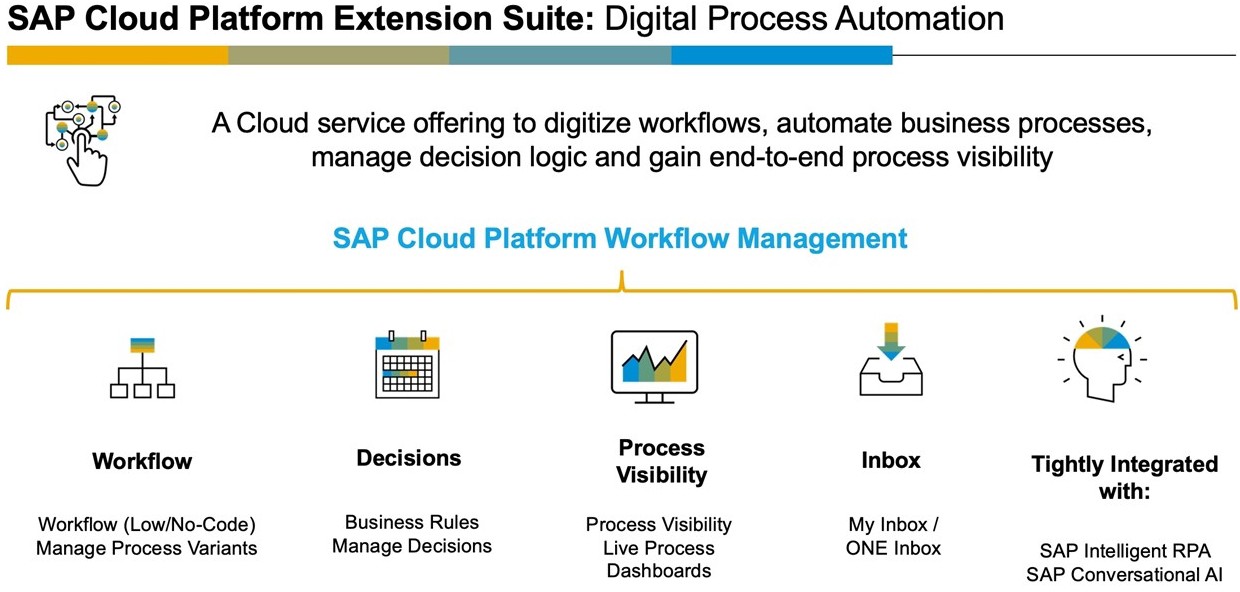 SAP Cloud Platform Extension Suite: Digital Process Automation
A Cloud service offering to digitize workflows, automate business processes,
manage decision logic and gain end-to-end process visibility
SAP Cloud Platform Workflow Management
Workflow
Workflow (Low/No-Code)
Manage Process Variants
Decisions
Business Rules
Manage Decisions
Process
Visibility
Process Visibility
Live Process
Dashboards
Inbox
My Inbox /
ONE Inbox
Tightly Integrated
with:
SAP Intelligent RPA
SAP Conversational AI